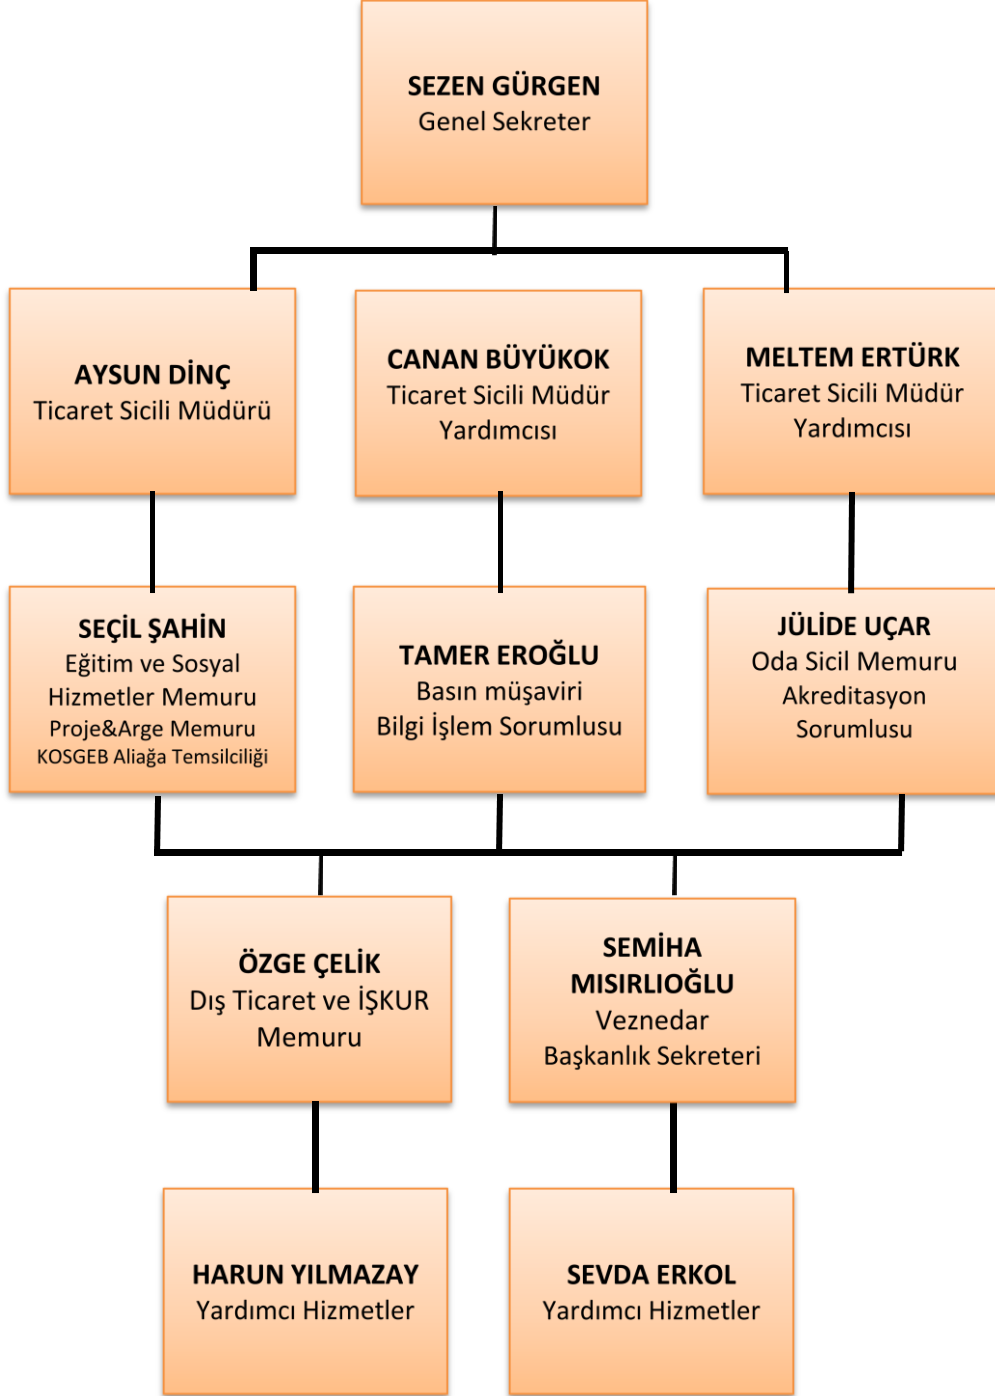 SEZEN GÜRGEN
Genel Sekreter
AYSUN DİNÇ
Ticaret Sicili Müdürü
CANAN BÜYÜKOK
Ticaret Sicili Müdür
Yardımcısı
MELTEM ERTÜRK
Ticaret Sicili Müdür
Yardımcısı
SEÇİL ŞAHİN
Eğitim ve Sosyal
Hizmetler Memuru
Proje&Arge Memuru
KOSGEB Aliağa Temsilciliği
TAMER EROĞLU
Basın müşaviri
Bilgi İşlem Sorumlusu
JÜLİDE UÇAR
Oda Sicil Memuru
Akreditasyon
Sorumlusu
ÖZGE ÇELİK
Dış Ticaret ve İŞKUR
Memuru
SEMİHA
MISIRLIOĞLU
Veznedar
Başkanlık Sekreteri
HARUN YILMAZAY
Yardımcı Hizmetler
SEVDA ERKOL
Yardımcı Hizmetler